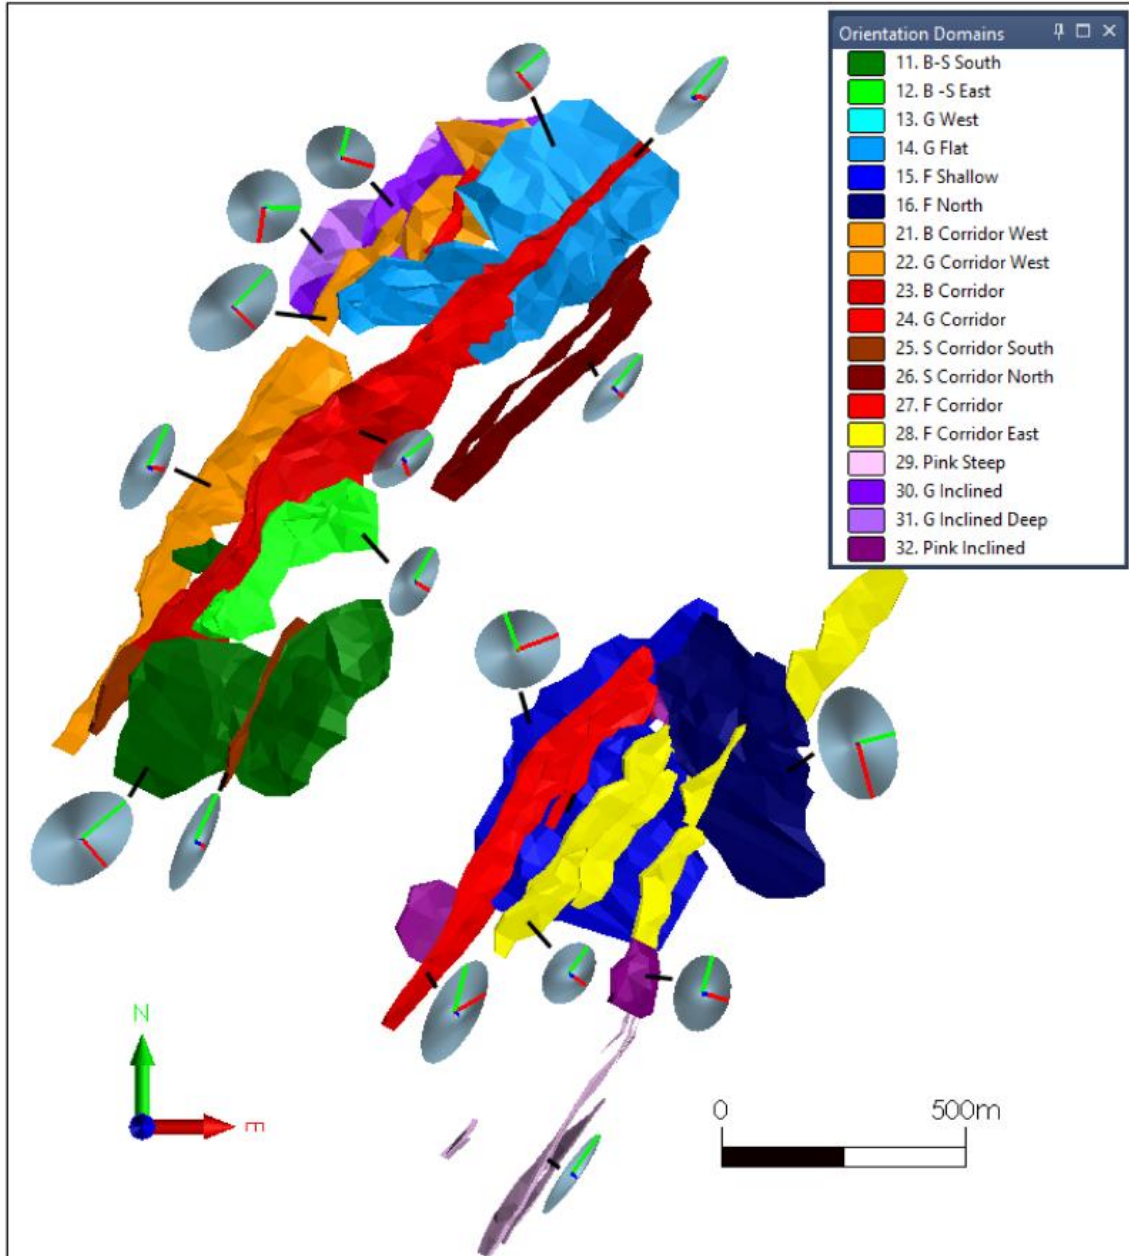 Orientation Domains
11. B-S South
12. B -S East
13. G West
14. G Flat
15. F Shallow
16. F North
21. B Corridor West
22. G Corridor West
23. B Corridor
24. G Corridor
25. S Corridor South
26. S Corridor North
27. F Corridor
28. F Corridor East
29. Pink Steep
30. G Inclined
31. G Inclined Deep
32. Pink Inclined
N
E
0 500m